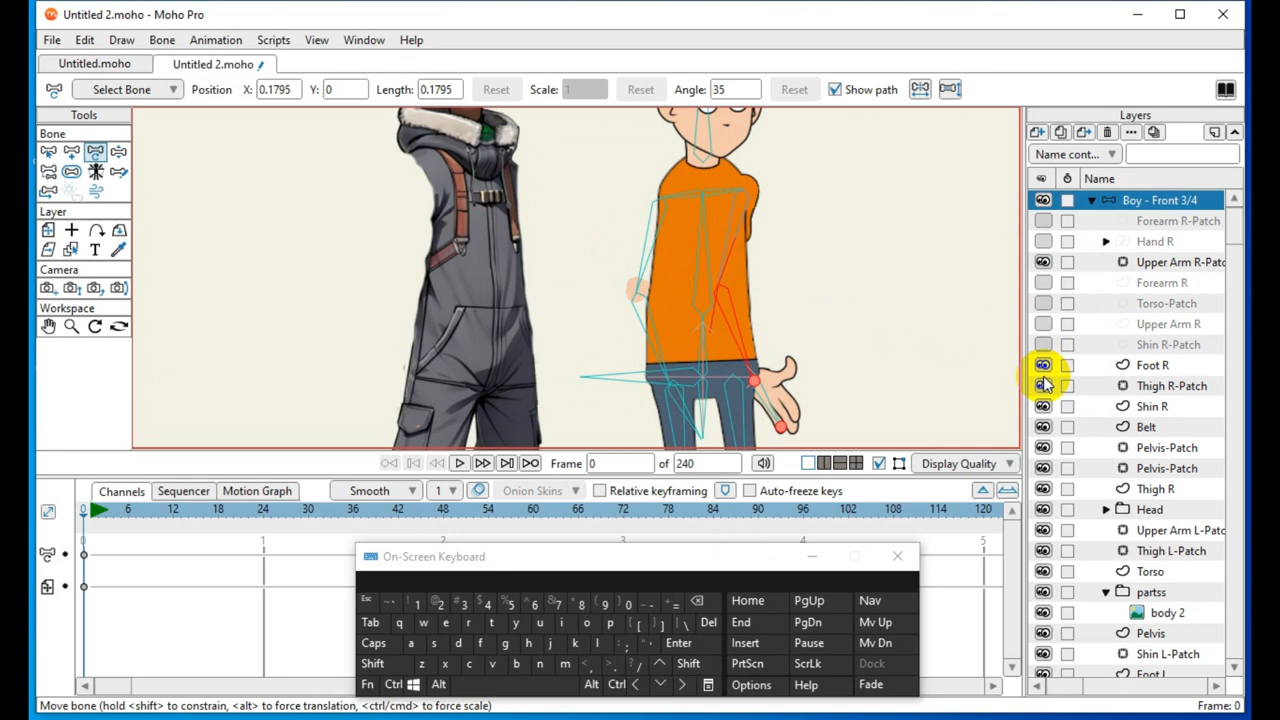 Untitled 2.moho - Moho Pro
File Edit Draw Bone Animation Scripts View Window Help
Untitled.moho Untitled 2.moho
Select Bone Position X: 0.1795 Y: 0 Length: 0.1795 Reset Scale: 1 Reset Angle: 35 Reset Show path
Tools
Bone
Layer
T
Camera
Workspace
Layers
Name cont...
Name
Boy - Front 3/4
Forearm R-Patch
Hand R
Upper Arm R-Patc
Forearm R
Torso-Patch
Upper Arm R
Shin R-Patch
Foot R
Thigh R-Patch
Shin R
Belt
Pelvis-Patch
Pelvis-Patch
Thigh R
Head
Upper Arm L-Patc
Thigh L-Patch
Torso
partss
body 2
Pelvis
Shin L-Patch
Foot L
Frame 0 of 240 Display Quality
Channels Sequencer Motion Graph Smooth 1 Onion Skins Relative keyframing Auto-freeze keys
0 6 12 18 24 30 36 42 48 54 60 66 72 78 84 90 96 102 108 114 120
0 1 2 3 4 5
On-Screen Keyboard
Esc ~ ` ! 1 @ 2 # 3 $ 4 % 5 ^ 6 & 7 * 8 ( 9 ) 0 _ - + = Home PgUp Nav
Tab q w e r t y u i o p { [ } ] | \ Del End PgDn Mv Up
Caps a s d f g h j k l : ; " ' Enter Insert Pause Mv Dn
Shift z x c v b n m < , > . ? / Shift PrtScn ScrLk Dock
Fn Ctrl Alt Alt Ctrl Options Help Fade
Move bone (hold <shift> to constrain, <alt> to force translation, <ctrl/cmd> to force scale) Frame: 0